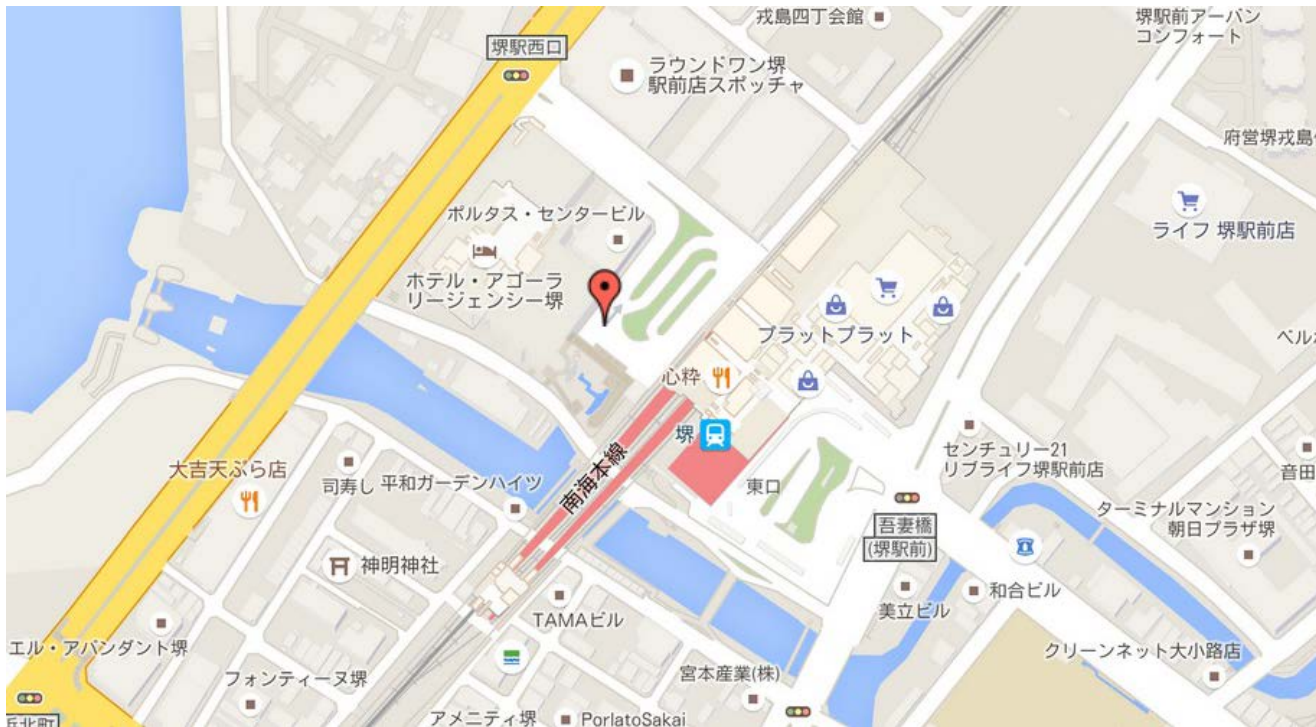 戎島四丁会館
堺駅前アーバン
コンフォート
堺駅西口
ラウンドワン堺
駅前店スポッチャ
府営堺戎島
ポルタス・センタービル
ライフ 堺駅前店
ホテル・アゴーラ
リージェンシー堺
プラットプラット
ベル
心粋
堺
南海本線
センチュリー21
リブライフ堺駅前店
大吉天ぷら店
司寿し
平和ガーデンハイツ
東口
音田
ターミナルマンション
朝日プラザ堺
吾妻橋
(堺駅前)
神明神社
美立ビル
和合ビル
TAMAビル
エル・アバンダント堺
クリーンネット大小路店
フォンティーヌ堺
宮本産業(株)
浜北町
アメニティ堺
PorlatoSakai